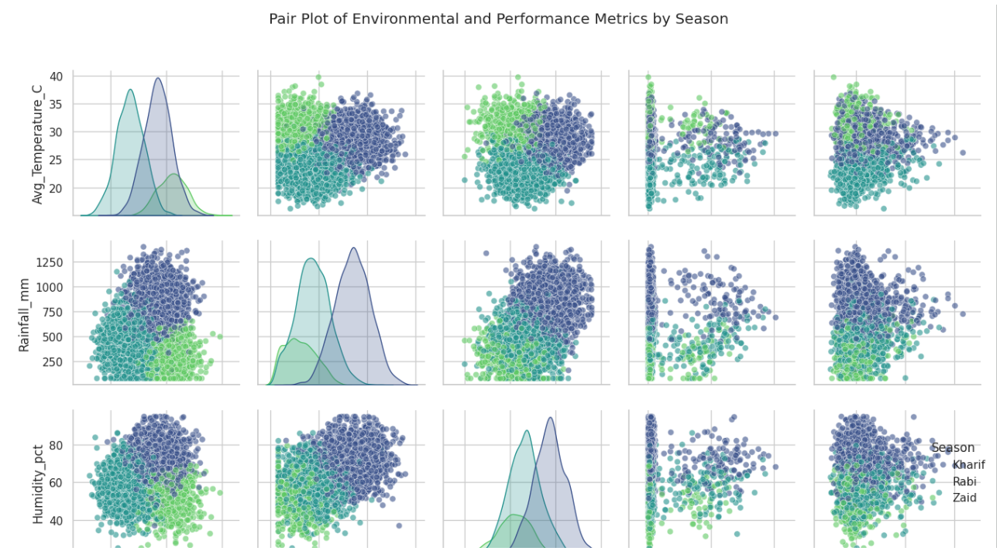 Pair Plot of Environmental and Performance Metrics by Season
40
35
30
25
20
Avg_Temperature_C
1250
1000
750
500
250
Rainfall_mm
80
60
40
Humidity_pct
Season
Kharif
Rabi
Zaid